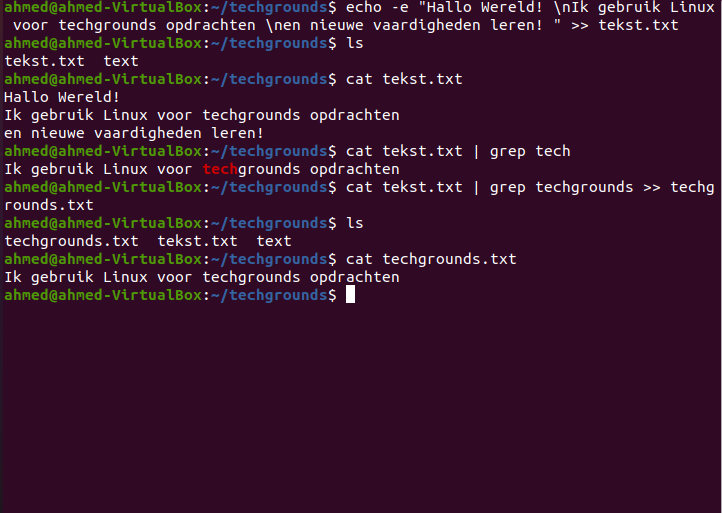 ahmed@ahmed-VirtualBox:~/techgrounds$ echo -e "Hallo Wereld! \nIk gebruik Linux
 voor techgrounds opdrachten \nen nieuwe vaardigheden leren! " >> tekst.txt
ahmed@ahmed-VirtualBox:~/techgrounds$ ls
tekst.txt  text
ahmed@ahmed-VirtualBox:~/techgrounds$ cat tekst.txt
Hallo Wereld!
Ik gebruik Linux voor techgrounds opdrachten
en nieuwe vaardigheden leren!
ahmed@ahmed-VirtualBox:~/techgrounds$ cat tekst.txt | grep tech
Ik gebruik Linux voor techgrounds opdrachten
ahmed@ahmed-VirtualBox:~/techgrounds$ cat tekst.txt | grep techgrounds >> techg
rounds.txt
ahmed@ahmed-VirtualBox:~/techgrounds$ ls
techgrounds.txt  tekst.txt  text
ahmed@ahmed-VirtualBox:~/techgrounds$ cat techgrounds.txt
Ik gebruik Linux voor techgrounds opdrachten
ahmed@ahmed-VirtualBox:~/techgrounds$